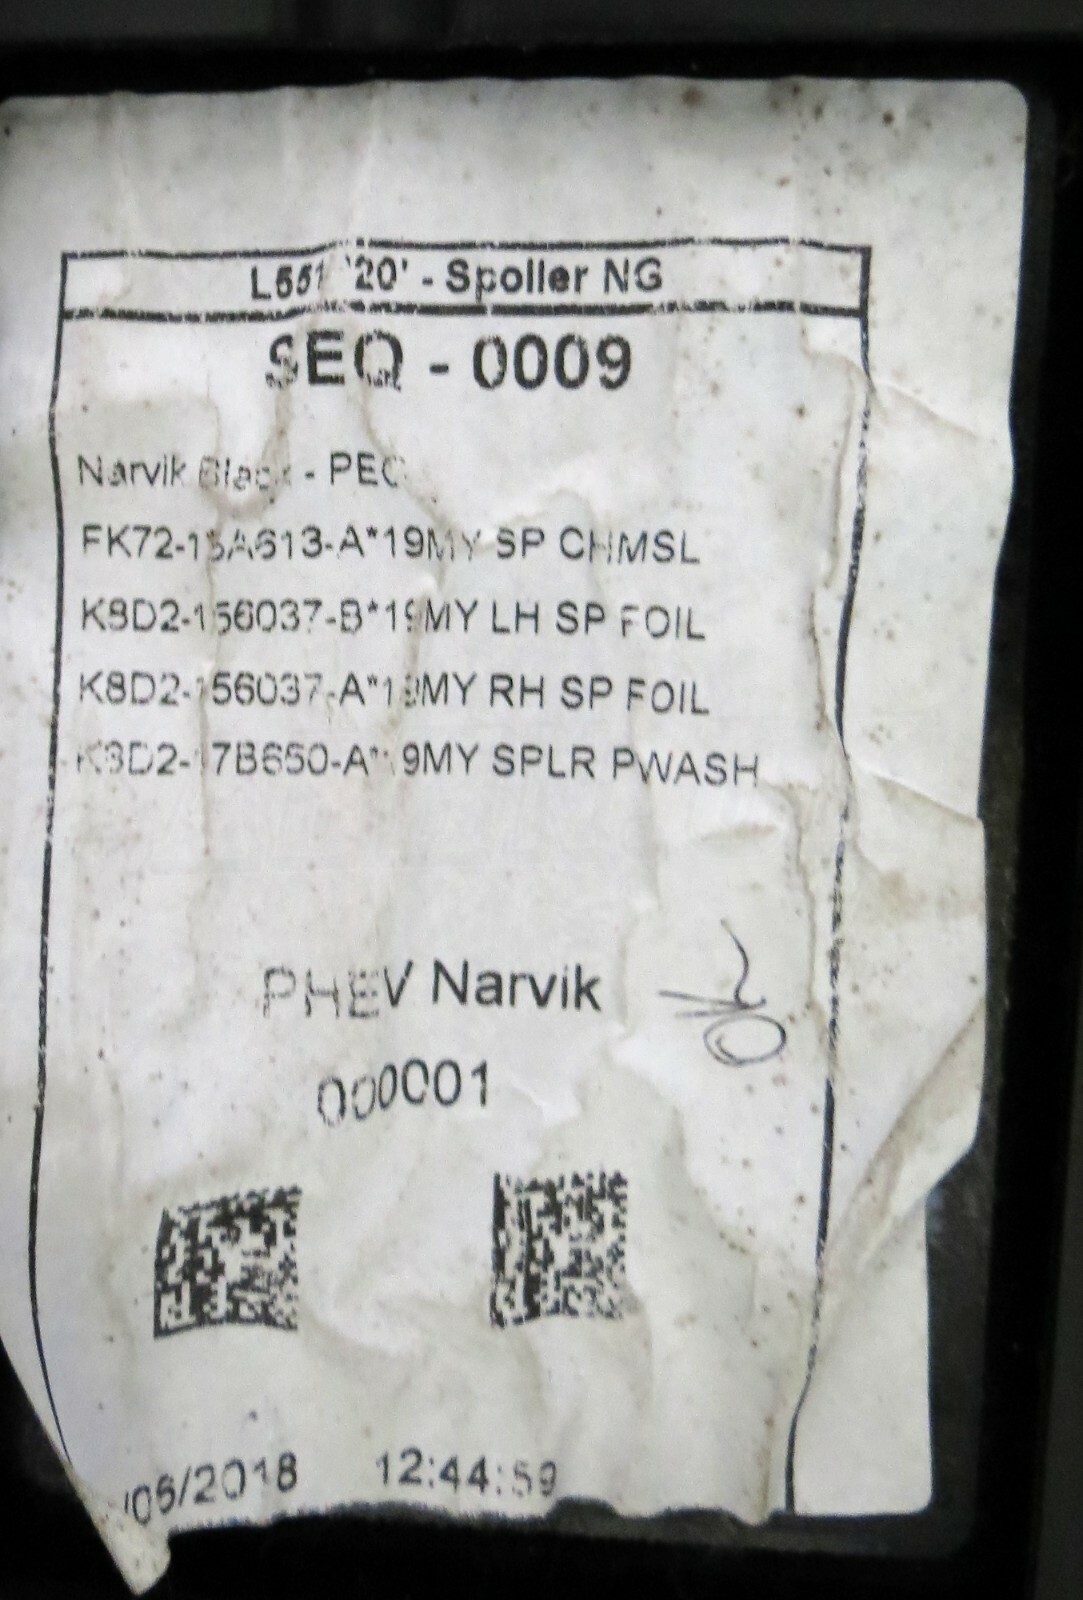 L551 '20' - Spoiler NG
SEQ - 0009
Narvik Black - PEC
FK72-13A613-A*19MY SP CHMSL
K8D2-156037-B*19MY LH SP FOIL
K8D2-156037-A*19MY RH SP FOIL
K8D2-17B650-A*19MY SPLR PWASH
PHEV Narvik
OK
000001
/06/2018 12:44:59